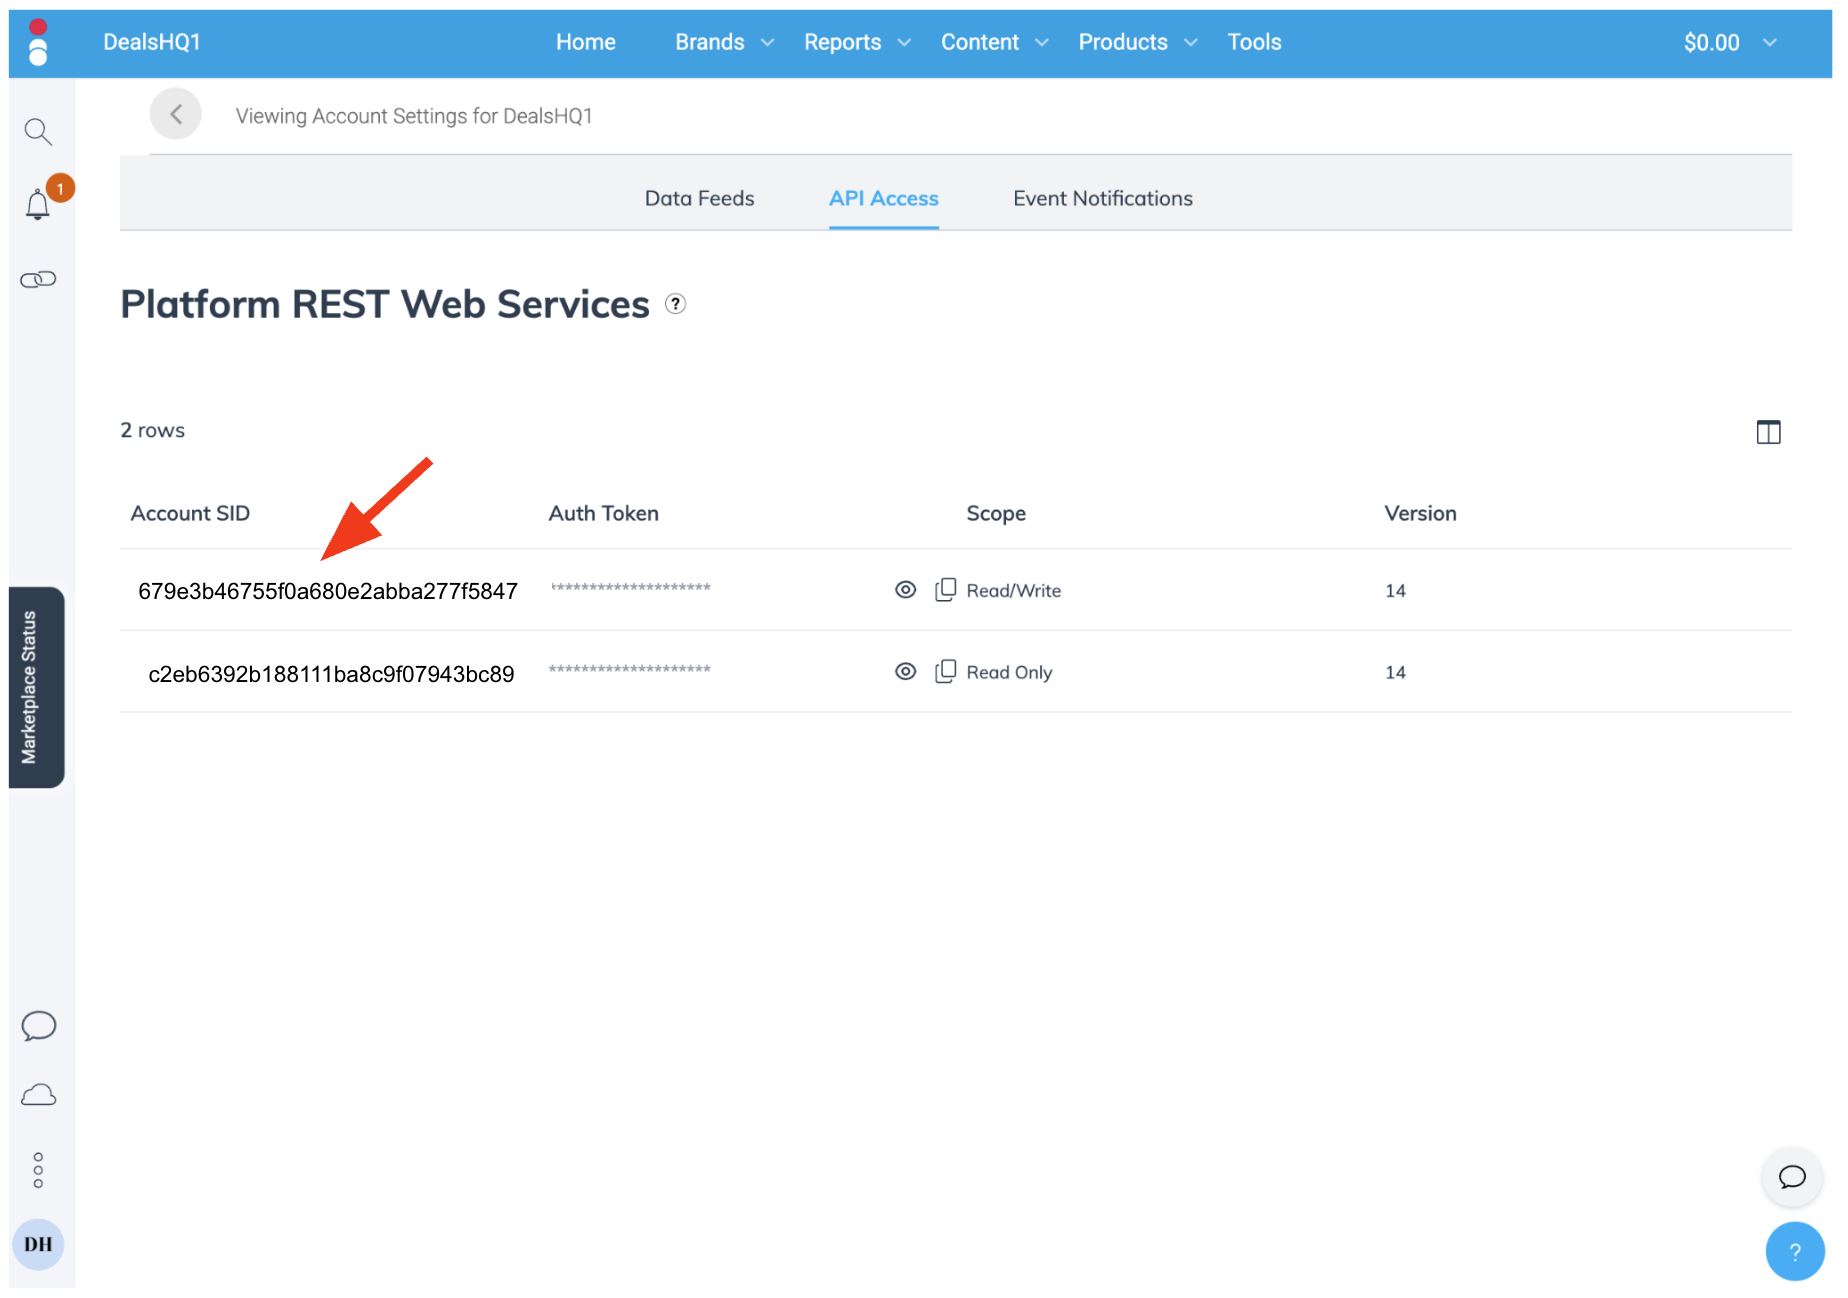 DealsHQ1 Home Brands Reports Content Products Tools $0.00
Viewing Account Settings for DealsHQ1
1
Data Feeds API Access Event Notifications
Platform REST Web Services ?
2 rows
Account SID Auth Token Scope Version
679e3b46755f0a680e2abba277f5847 ******************** Read/Write 14
c2eb6392b188111ba8c9f07943bc89 ******************** Read Only 14
Marketplace Status
DH
?